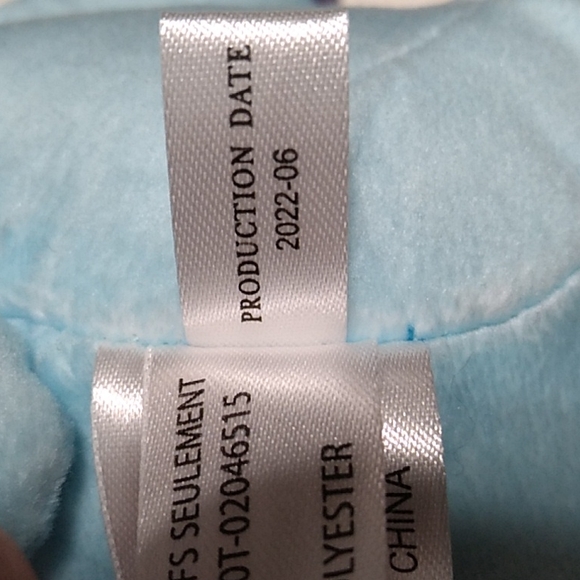 PRODUCTION DATE
2022-06
FS SEULEMENT
OT-02046515
LYESTER
CHINA